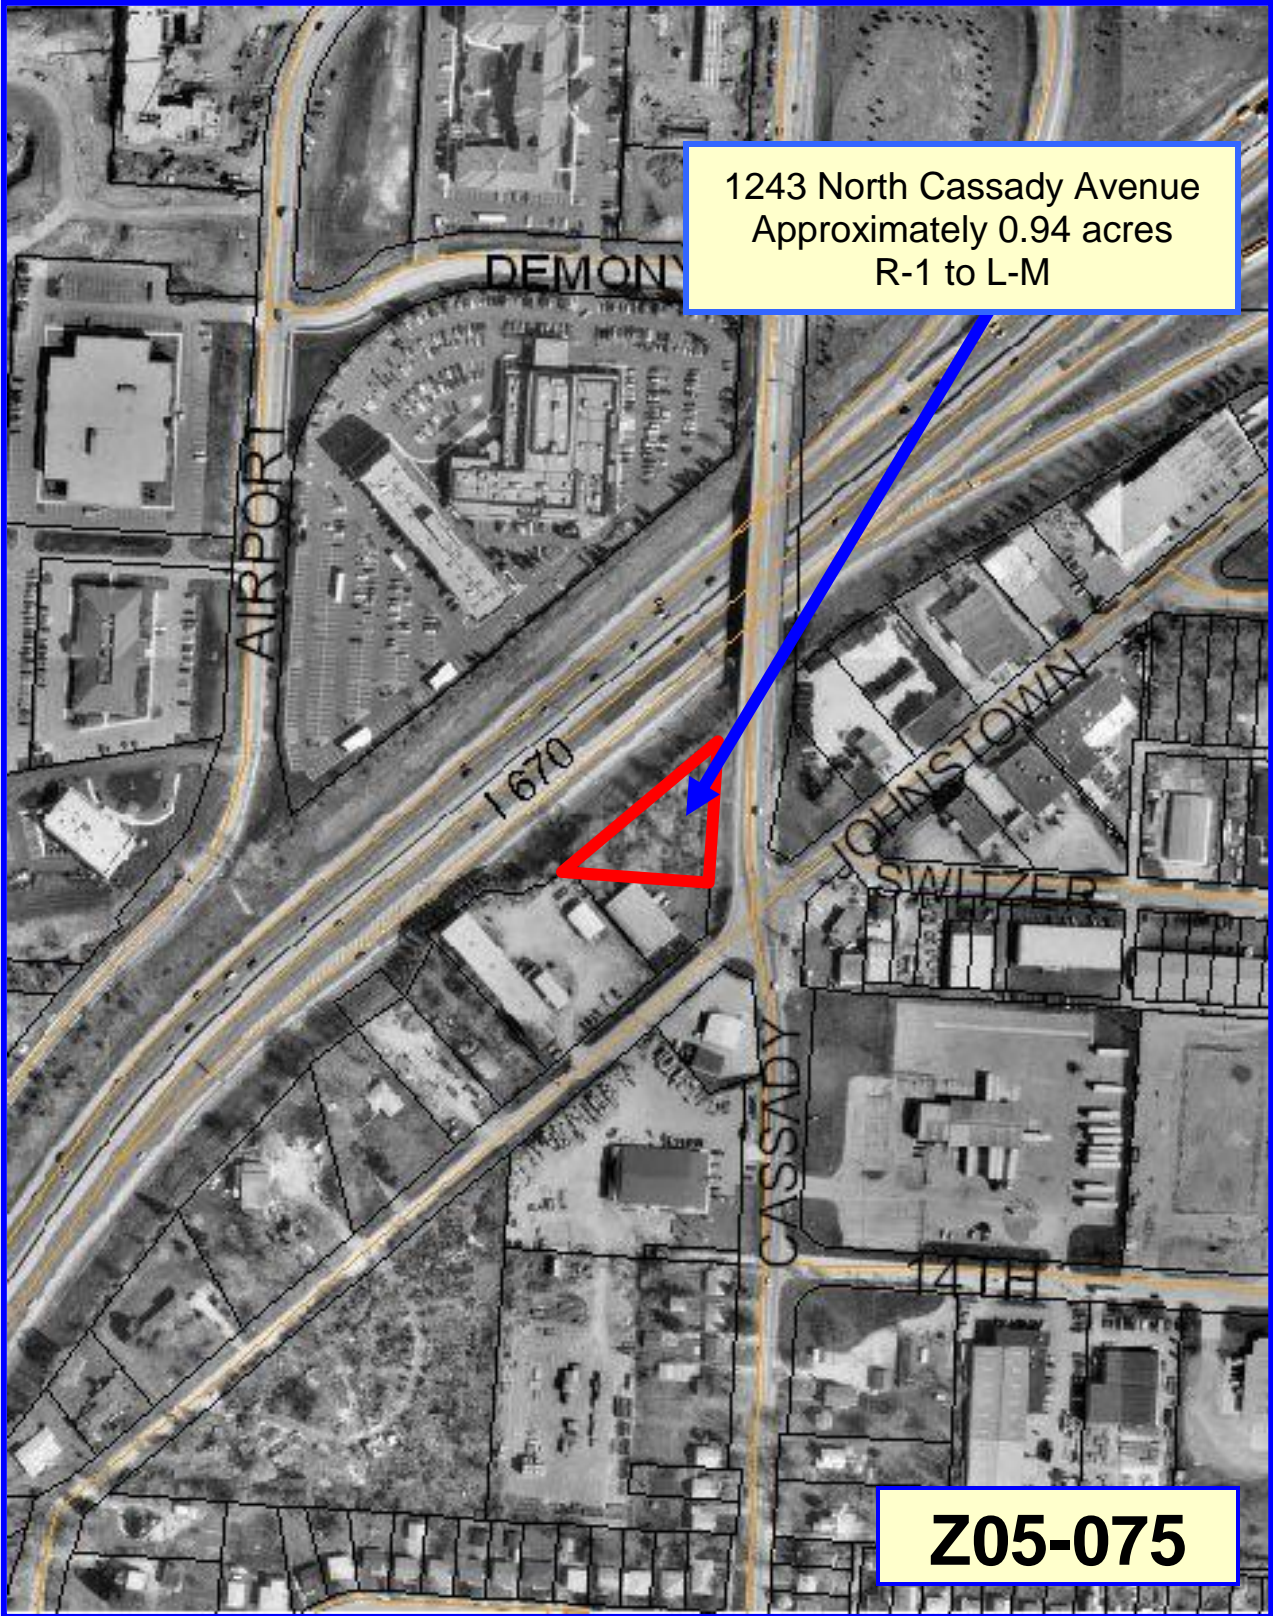 1243 North Cassady Avenue
Approximately 0.94 acres
R-1 to L-M
DEMONY
AIRPORT
I 670
JOHNSTOWN
SWITZER
CASSADY
14TH
Z05-075